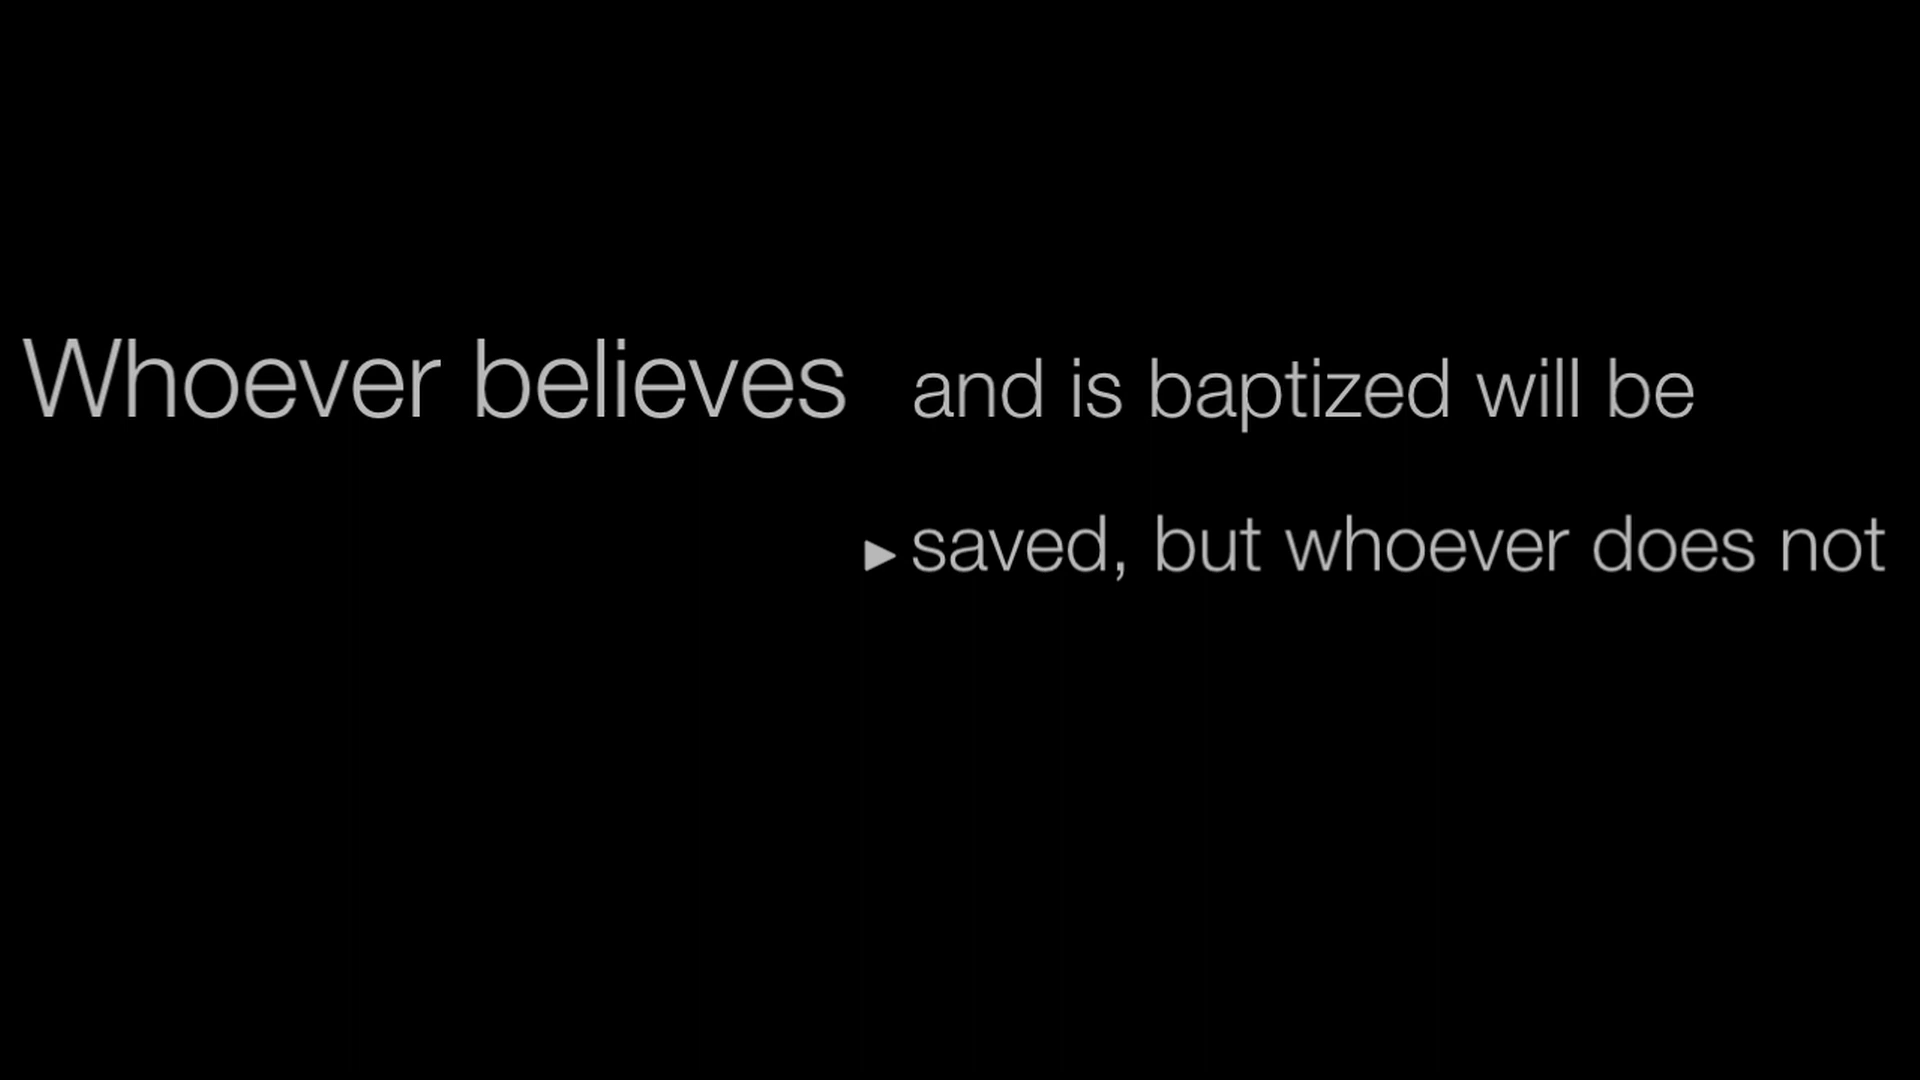 Whoever believes and is baptized will be
▶ saved, but whoever does not